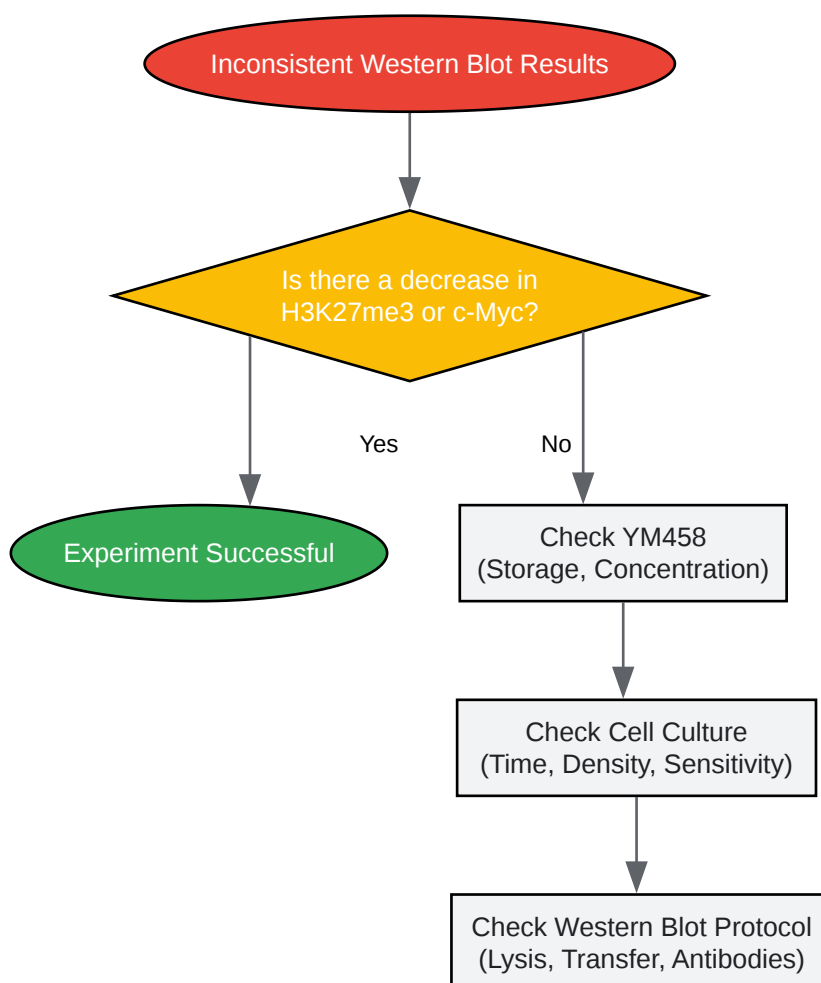 Inconsistent Western Blot Results
Is there a decrease in
H3K27me3 or c-Myc?
Yes
No
Experiment Successful
Check YM458
(Storage, Concentration)
Check Cell Culture
(Time, Density, Sensitivity)
Check Western Blot Protocol
(Lysis, Transfer, Antibodies)